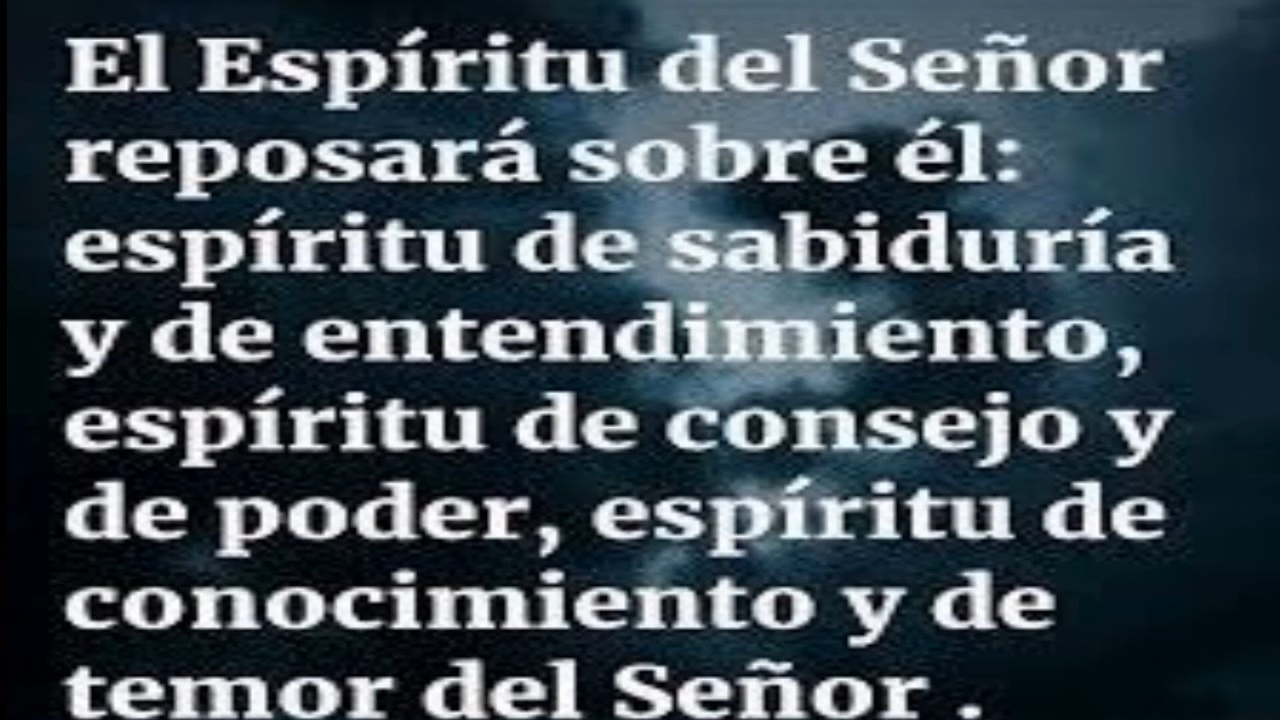 El Espíritu del Señor
reposará sobre él:
espíritu de sabiduría
y de entendimiento,
espíritu de consejo y
de poder, espíritu de
conocimiento y de
temor del Señor .